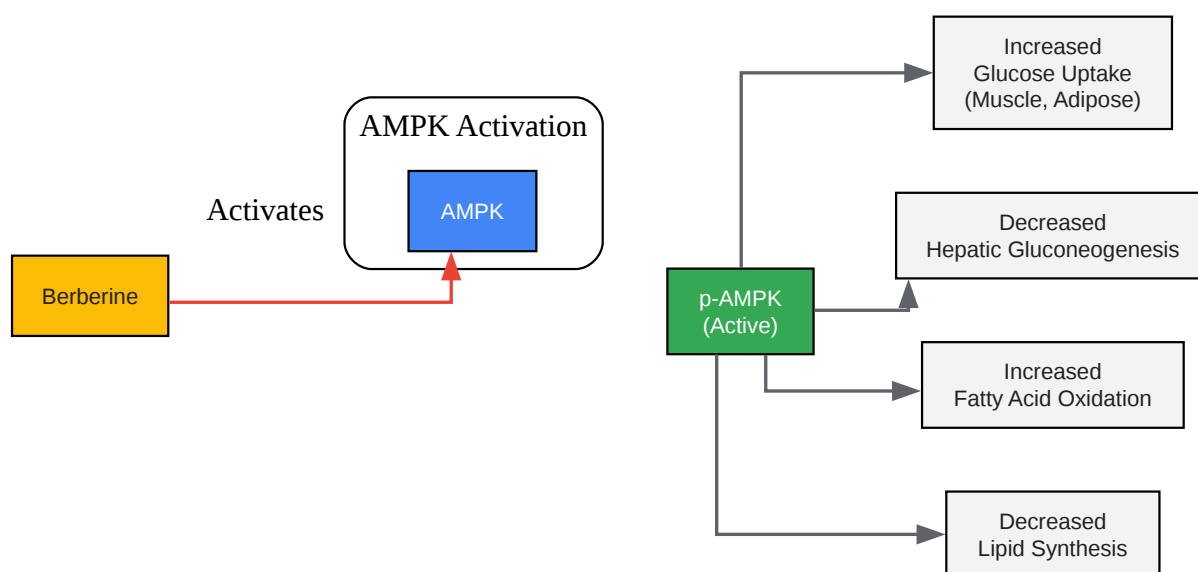 AMPK Activation
AMPK
Activates
Berberine
p-AMPK
(Active)
Increased
Glucose Uptake
(Muscle, Adipose)
Decreased
Hepatic Gluconeogenesis
Increased
Fatty Acid Oxidation
Decreased
Lipid Synthesis